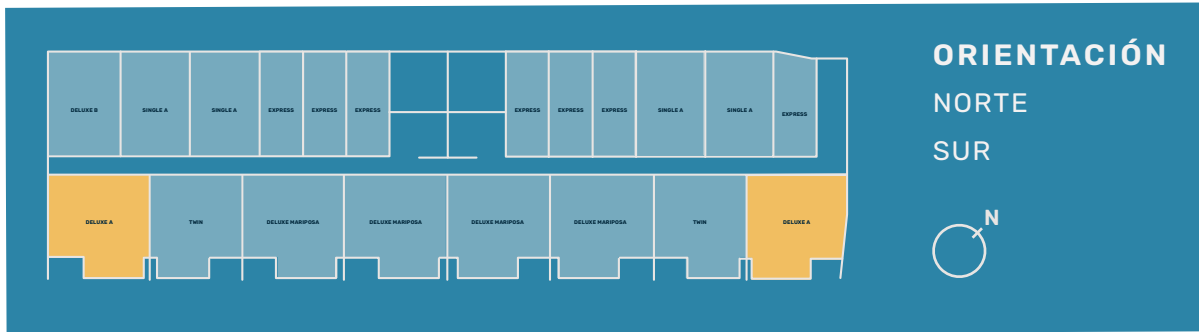 DELUXE B SINGLE A SINGLE A EXPRESS EXPRESS EXPRESS EXPRESS EXPRESS EXPRESS SINGLE A SINGLE A EXPRESS
DELUXE A TWIN DELUXE MARIPOSA DELUXE MARIPOSA DELUXE MARIPOSA DELUXE MARIPOSA TWIN DELUXE A
ORIENTACIÓN
NORTE
SUR
N